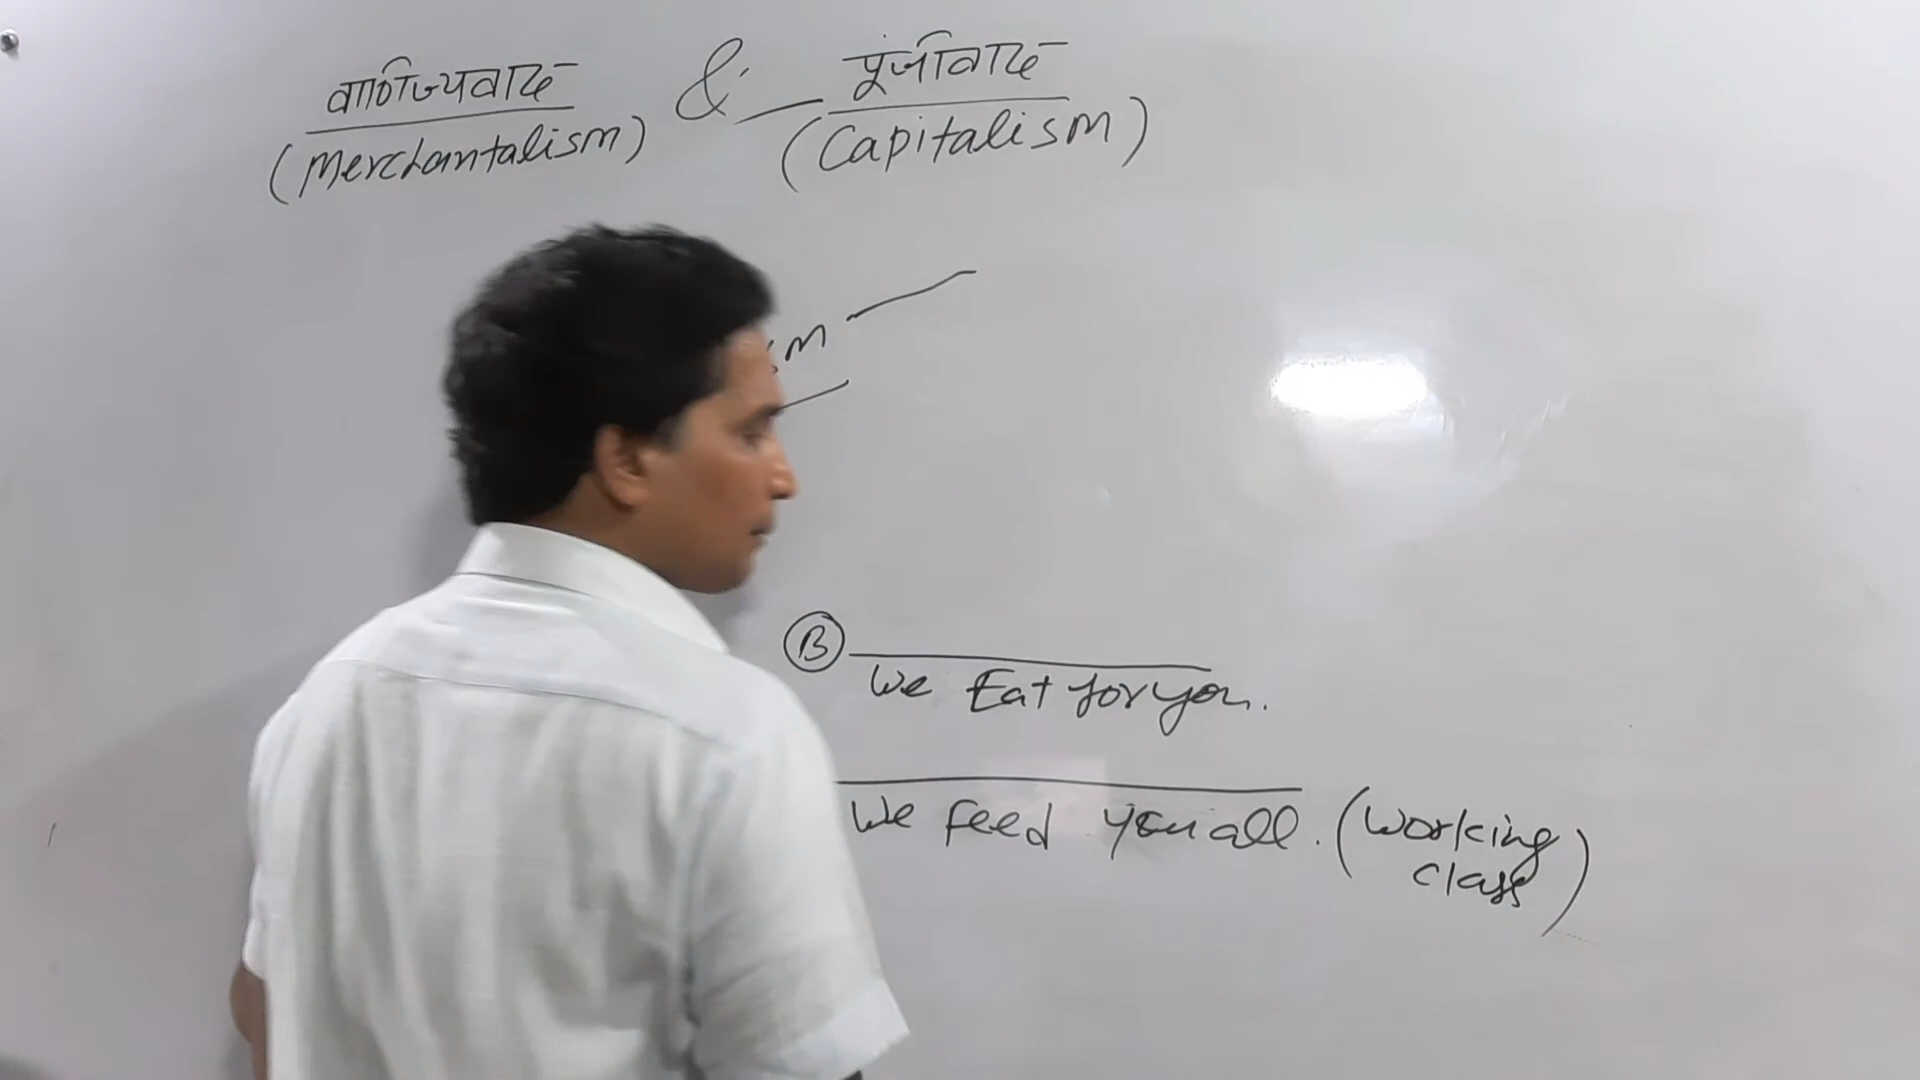 वाणिज्यवाद & पूंजीवाद
(Merchantalism) (Capitalism)
B
We Eat for you.
We feed you all. (working
class)